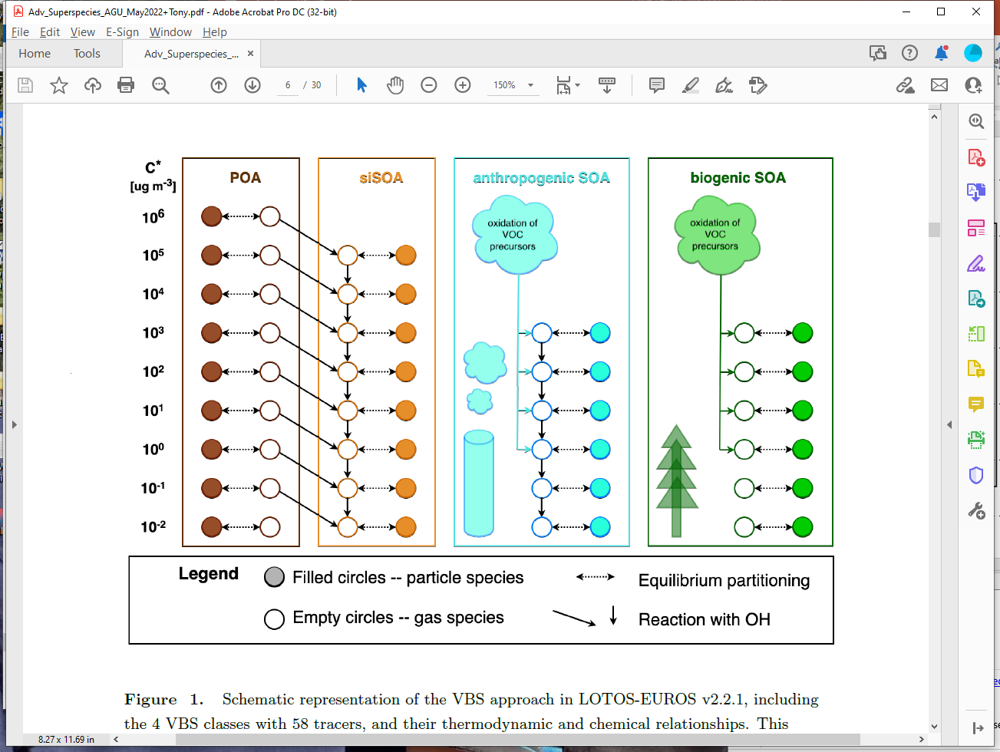 Adv_Superspecies_AGU_May2022+Tony.pdf - Adobe Acrobat Pro DC (32-bit)
File Edit View E-Sign Window Help
Home Tools Adv_Superspecies_... ×
6 / 30 150%
C* [ug m-3]
POA siSOA anthropogenic SOA biogenic SOA
oxidation of VOC precursors
oxidation of VOC precursors
10⁶
10⁵
10⁴
10³
10²
10¹
10⁰
10⁻¹
10⁻²
Legend
Filled circles -- particle species
Equilibrium partitioning
Empty circles -- gas species
Reaction with OH
Figure 1. Schematic representation of the VBS approach in LOTOS-EUROS v2.2.1, including
the 4 VBS classes with 58 tracers, and their thermodynamic and chemical relationships. This
8.27 x 11.69 in